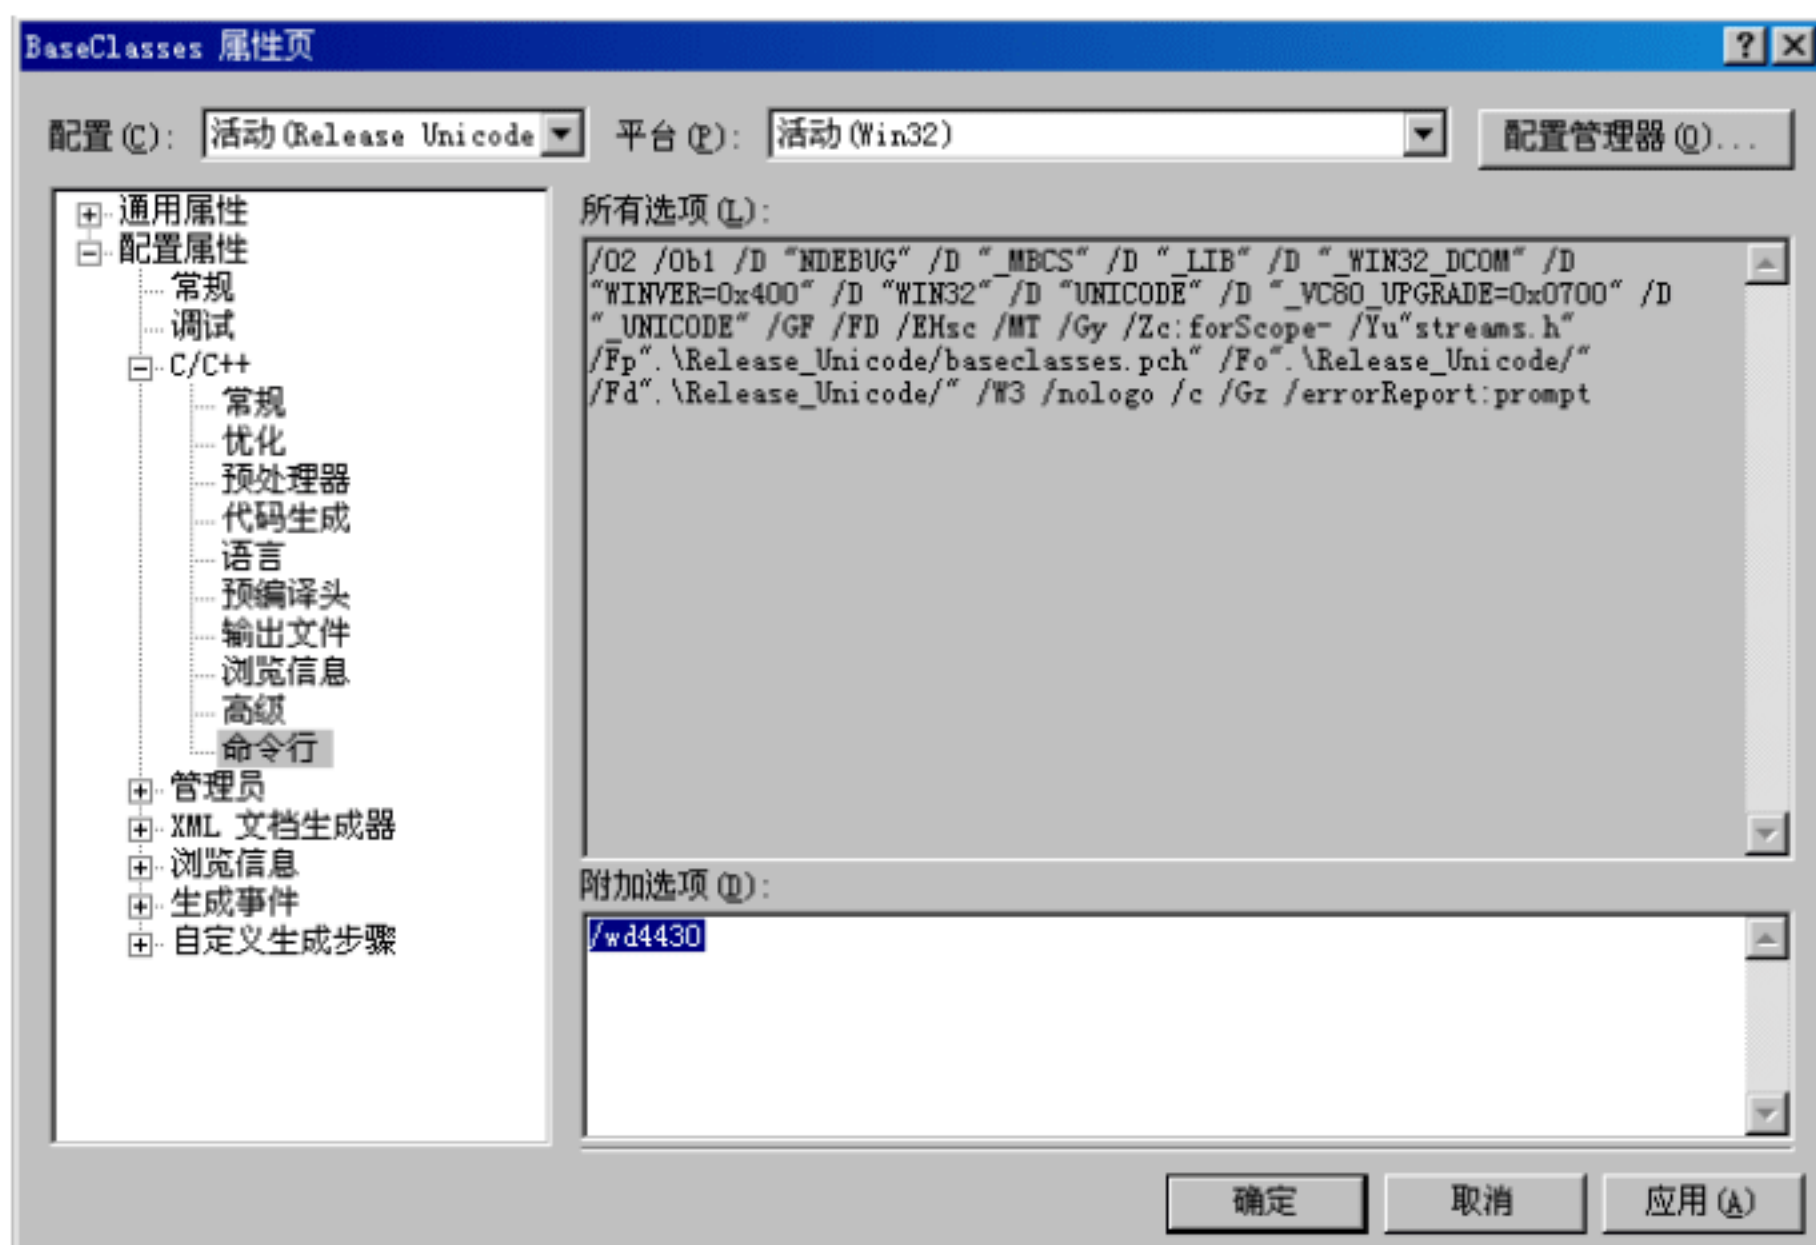 BaseClasses 属性页
配置(C): 活动(Release Unicode 平台(P): 活动(Win32) 配置管理器(O)...
通用属性
配置属性
常规
调试
C/C++
常规
优化
预处理器
代码生成
语言
预编译头
输出文件
浏览信息
高级
命令行
管理员
XML 文档生成器
浏览信息
生成事件
自定义生成步骤
所有选项(L):
/O2 /Ob1 /D "NDEBUG" /D "_MBCS" /D "_LIB" /D "_WIN32_DCOM" /D
"WINVER=0x400" /D "WIN32" /D "UNICODE" /D "_VC80_UPGRADE=0x0700" /D
"_UNICODE" /GF /FD /EHsc /MT /Gy /Zc:forScope- /Yu"streams.h"
/Fp".\Release_Unicode/baseclasses.pch" /Fo".\Release_Unicode/"
/Fd".\Release_Unicode/" /W3 /nologo /c /Gz /errorReport:prompt
附加选项(D):
/wd4430
确定 取消 应用(A)